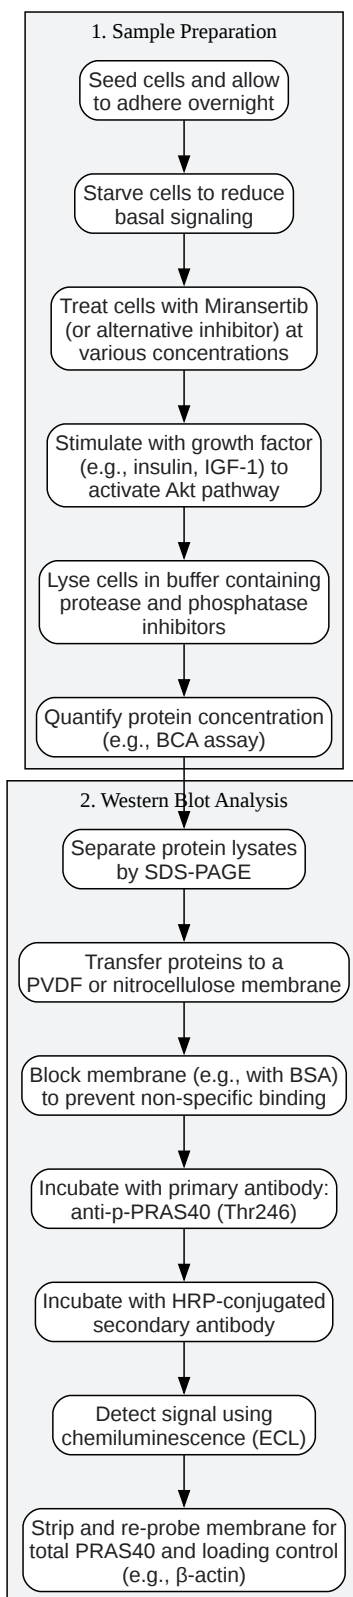 1. Sample Preparation
Seed cells and allow
to adhere overnight
Starve cells to reduce
basal signaling
Treat cells with Miransertib
(or alternative inhibitor) at
various concentrations
Stimulate with growth factor
(e.g., insulin, IGF-1) to
activate Akt pathway
Lyse cells in buffer containing
protease and phosphatase
inhibitors
Quantify protein concentration
(e.g., BCA assay)
2. Western Blot Analysis
Separate protein lysates
by SDS-PAGE
Transfer proteins to a
PVDF or nitrocellulose membrane
Block membrane (e.g., with BSA)
to prevent non-specific binding
Incubate with primary antibody:
anti-p-PRAS40 (Thr246)
Incubate with HRP-conjugated
secondary antibody
Detect signal using
chemiluminescence (ECL)
Strip and re-probe membrane for
total PRAS40 and loading control
(e.g., β-actin)